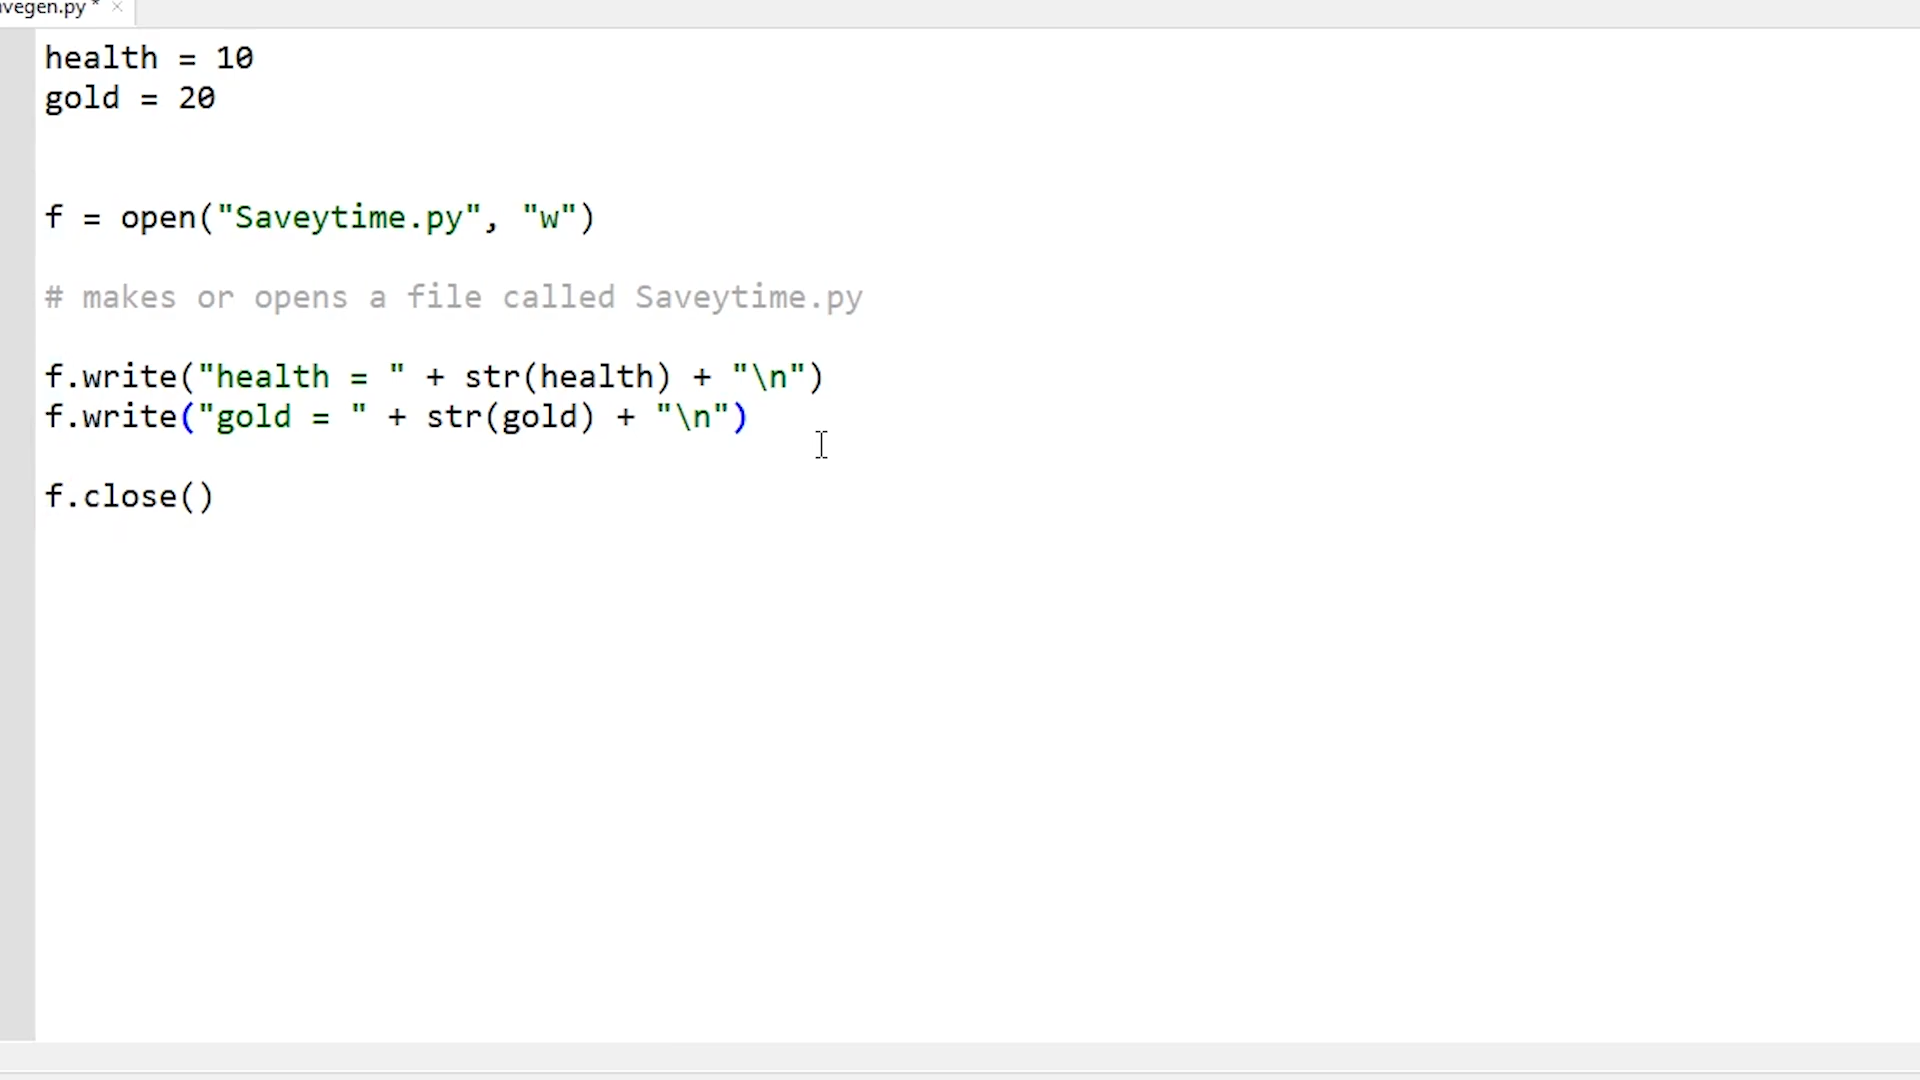 vegen.py *
health = 10
gold = 20
f = open("Saveytime.py", "w")
# makes or opens a file called Saveytime.py
f.write("health = " + str(health) + "\n")
f.write("gold = " + str(gold) + "\n")
f.close()